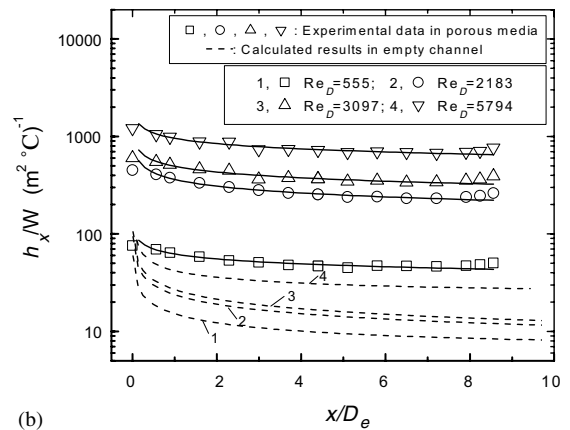 □, ○, △, ▽: Experimental data in porous media
-----: Calculated results in empty channel
1, □ Re_D=555; 2, ○ Re_D=2183
3, △ Re_D=3097; 4, ▽ Re_D=5794
10000
1000
100
10
h_x/W (m² °C)⁻¹
4
3
2
1
0 2 4 6 8 10
x/D_e
(b)